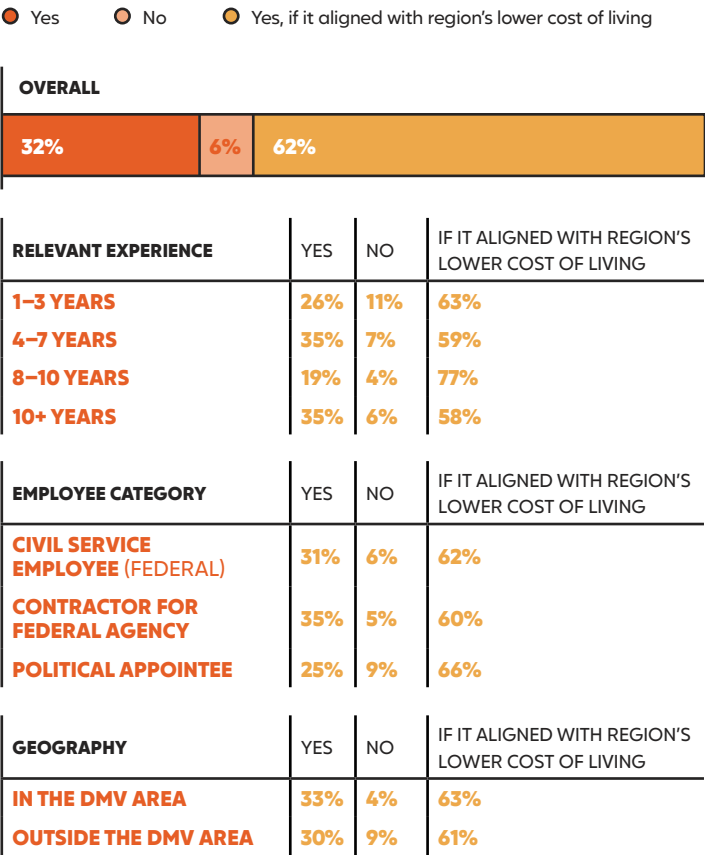 Yes No Yes, if it aligned with region's lower cost of living
OVERALL
32% 6% 62%
RELEVANT EXPERIENCE YES NO IF IT ALIGNED WITH REGION'S
LOWER COST OF LIVING
1–3 YEARS 26% 11% 63%
4–7 YEARS 35% 7% 59%
8–10 YEARS 19% 4% 77%
10+ YEARS 35% 6% 58%
EMPLOYEE CATEGORY YES NO IF IT ALIGNED WITH REGION'S
LOWER COST OF LIVING
CIVIL SERVICE
EMPLOYEE (FEDERAL) 31% 6% 62%
CONTRACTOR FOR
FEDERAL AGENCY 35% 5% 60%
POLITICAL APPOINTEE 25% 9% 66%
GEOGRAPHY YES NO IF IT ALIGNED WITH REGION'S
LOWER COST OF LIVING
IN THE DMV AREA 33% 4% 63%
OUTSIDE THE DMV AREA 30% 9% 61%